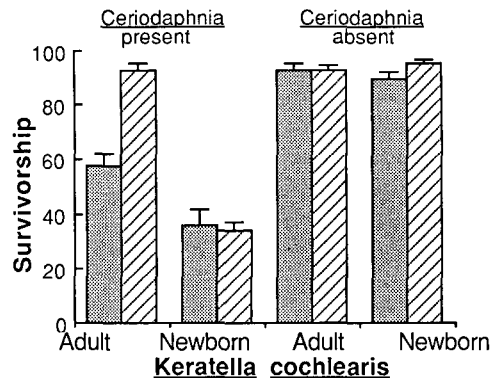 Ceriodaphnia Ceriodaphnia
present absent
100
80
60
40
20
0
Survivorship
Adult Newborn Adult Newborn
Keratella cochlearis